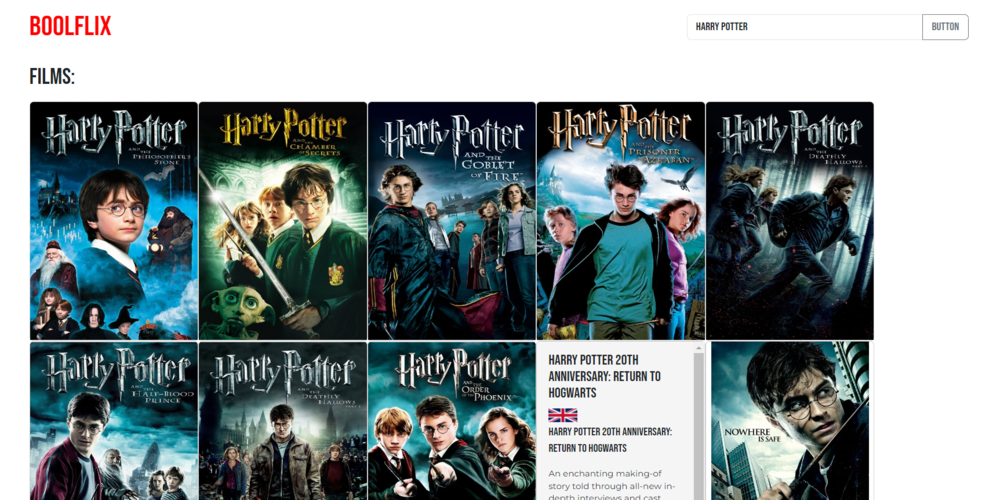 BOOLFLIX
HARRY POTTER
BUTTON
FILMS:
Harry Potter
AND THE
PHILOSOPHER'S
STONE
Harry Potter
AND THE
CHAMBER
OF SECRETS
Harry Potter
AND THE
GOBLET
OF FIRE
Harry Potter
AND THE
PRISONER
OF AZKABAN
Harry Potter
AND THE
DEATHLY
HALLOWS
Harry Potter
AND THE
HALF-BLOOD
PRINCE
Harry Potter
AND THE
DEATHLY
HALLOWS
Harry Potter
AND THE
ORDER
OF THE PHOENIX
HARRY POTTER 20TH
ANNIVERSARY: RETURN TO
HOGWARTS
HARRY POTTER 20TH ANNIVERSARY:
RETURN TO HOGWARTS
An enchanting making-of
story told through all-new in-
depth interviews and cast
NOWHERE
IS SAFE